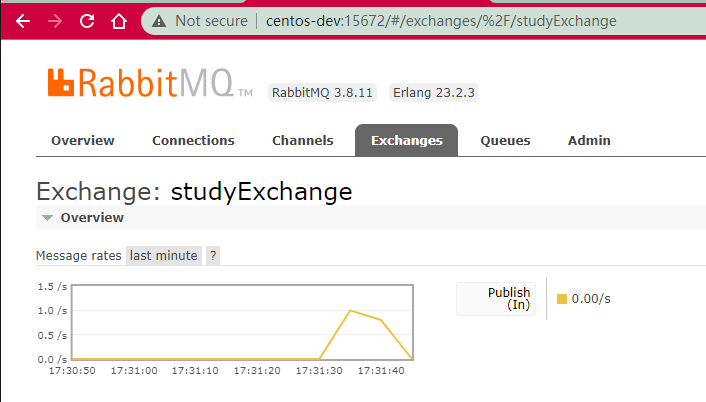 Not secure | centos-dev:15672/#/exchanges/%2F/studyExchange
RabbitMQ TM RabbitMQ 3.8.11 Erlang 23.2.3
Overview Connections Channels Exchanges Queues Admin
Exchange: studyExchange
Overview
Message rates last minute ?
1.5 /s
1.0 /s
0.5 /s
0.0 /s
17:30:50 17:31:00 17:31:10 17:31:20 17:31:30 17:31:40
Publish
(In)
0.00/s